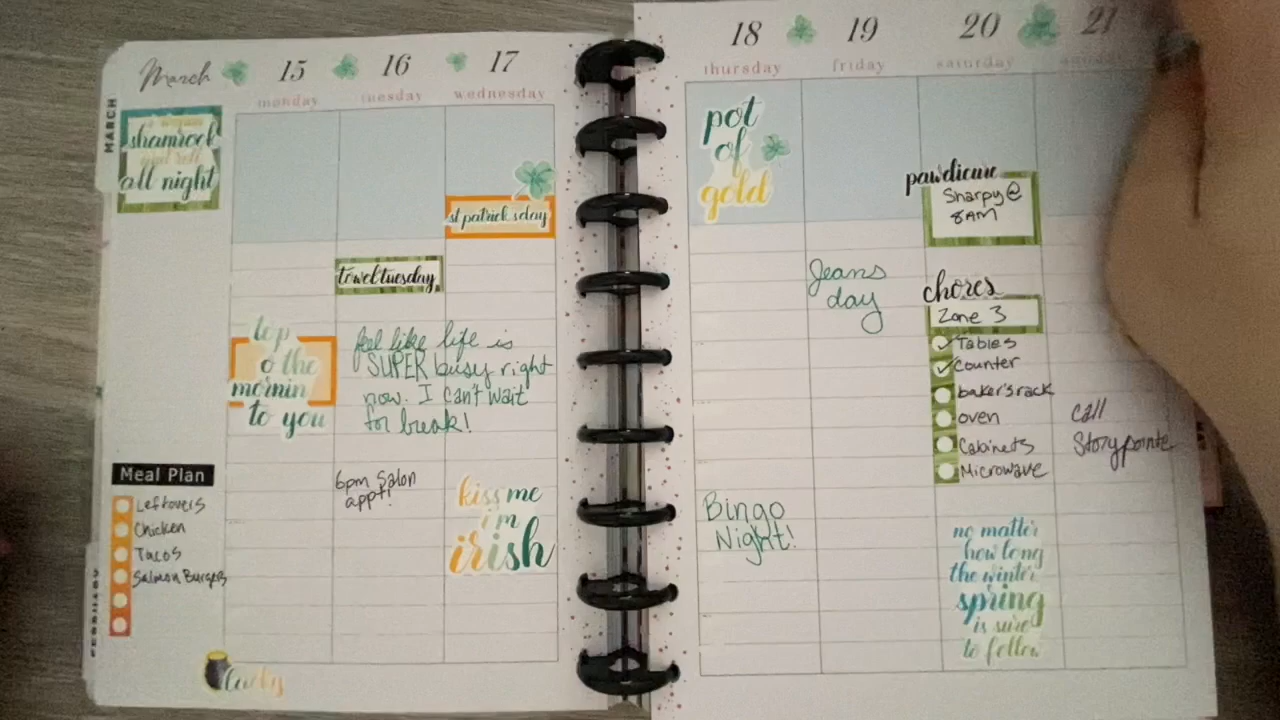 March
15
monday
16
tuesday
17
wednesday
MARCH
shamrock
and roll
all night
st patrick's day
towel tuesday
top
o the
mornin
to you
feel like life is
SUPER busy right
now. I can't wait
for break!
6pm Salon
appt!
kiss me
i'm
irish
Meal Plan
Leftovers
Chicken
Tacos
Salmon Burgers
FEBRUARY
lucky
18
thursday
19
friday
20
saturday
21
pot
of
gold
Jeans
day
Bingo
Night!
pawdicure
Sharpy @
8AM
chores
Zone 3
Tables
Counter
baker's rack
oven
Cabinets
Microwave
no matter
how long
the winter
spring
is sure
to follow
Call
Storypointe